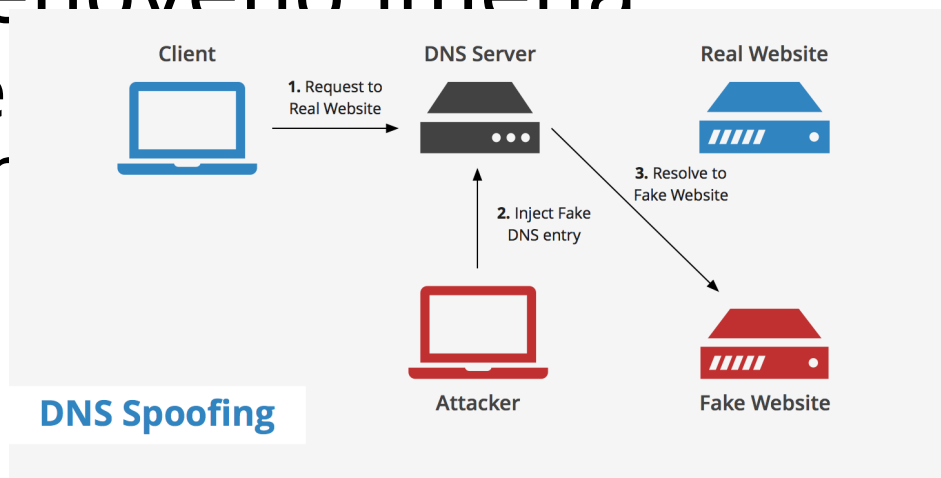 Client
DNS Server
Real Website
1. Request to
Real Website
3. Resolve to
Fake Website
2. Inject Fake
DNS entry
DNS Spoofing
Attacker
Fake Website